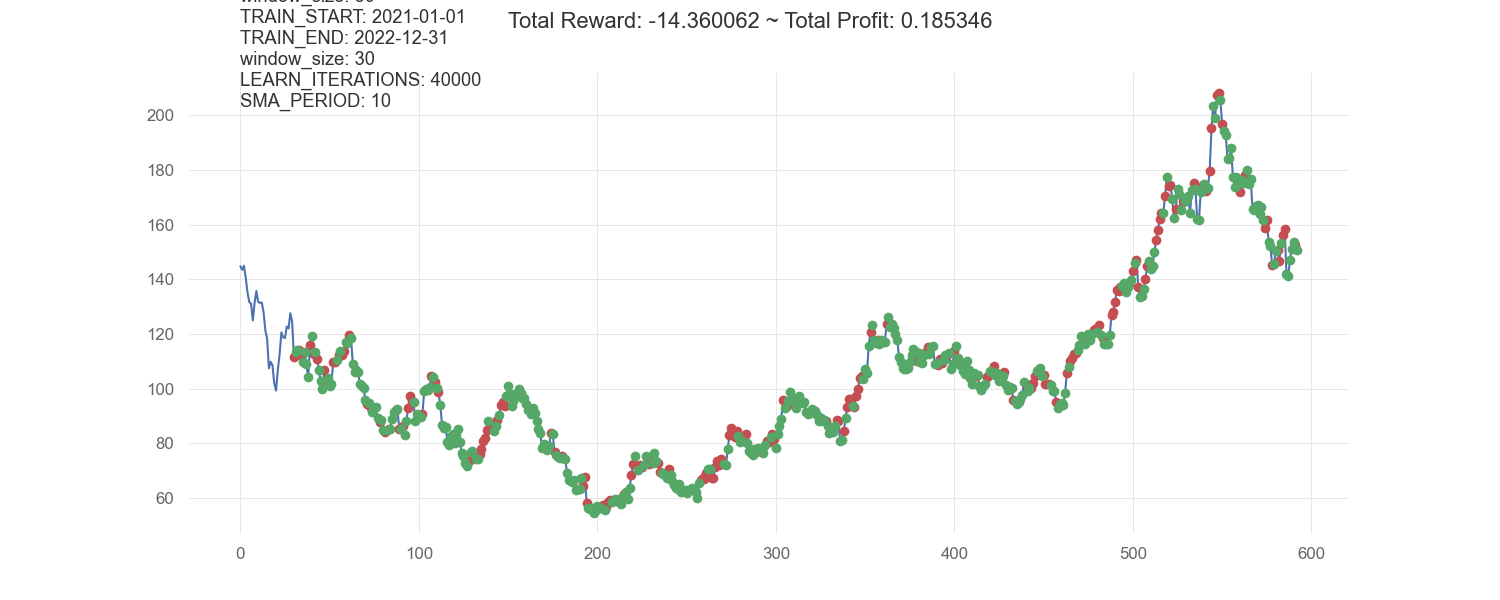 TRAIN_START: 2021-01-01
Total Reward: -14.360062 ~ Total Profit: 0.185346
TRAIN_END: 2022-12-31
window_size: 30
LEARN_ITERATIONS: 40000
SMA_PERIOD: 10
200
180
160
140
120
100
80
60
0 100 200 300 400 500 600